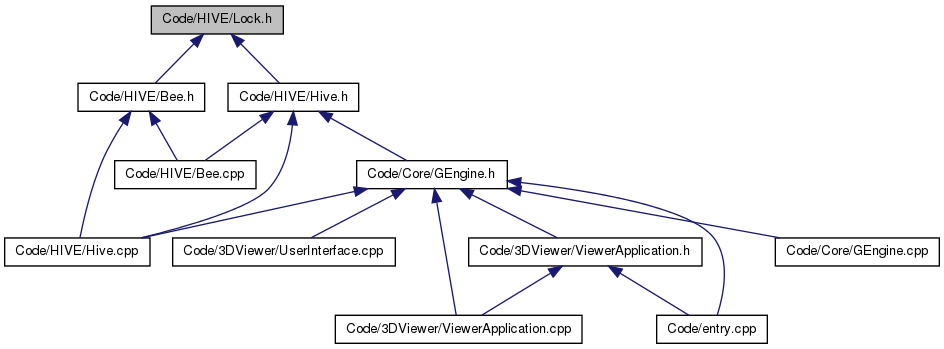 Code/HIVE/Lock.h
Code/HIVE/Bee.h
Code/HIVE/Hive.h
Code/HIVE/Bee.cpp
Code/Core/GEngine.h
Code/HIVE/Hive.cpp
Code/3DViewer/UserInterface.cpp
Code/3DViewer/ViewerApplication.h
Code/Core/GEngine.cpp
Code/3DViewer/ViewerApplication.cpp
Code/entry.cpp